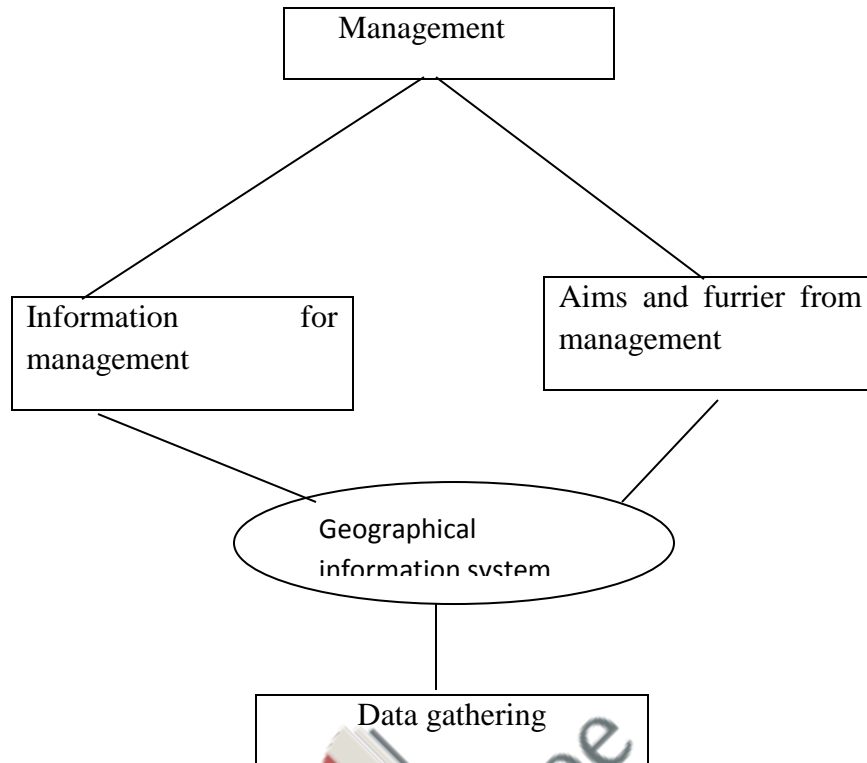 Management
Information for
management
Aims and furrier from
management
Geographical
information system
Data gathering